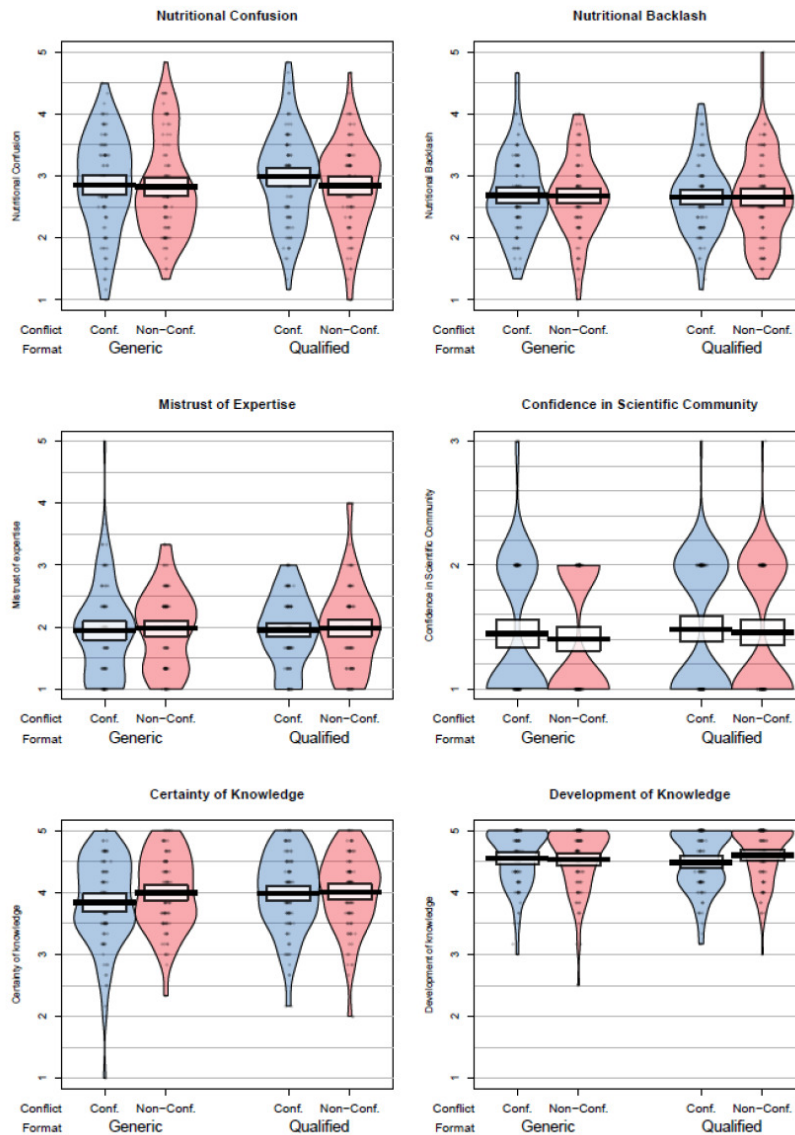 Nutritional Confusion
Nutritional Confusion
5
4
3
2
1
Conflict Conf. Non−Conf. Conf. Non−Conf.
Format Generic Qualified
Nutritional Backlash
Nutritional Backlash
5
4
3
2
1
Conflict Conf. Non−Conf. Conf. Non−Conf.
Format Generic Qualified
Mistrust of Expertise
Mistrust of expertise
5
4
3
2
1
Conflict Conf. Non−Conf. Conf. Non−Conf.
Format Generic Qualified
Confidence in Scientific Community
Confidence in Scientific Community
3
2
1
Conflict Conf. Non−Conf. Conf. Non−Conf.
Format Generic Qualified
Certainty of Knowledge
Certainty of knowledge
5
4
3
2
1
Conflict Conf. Non−Conf. Conf. Non−Conf.
Format Generic Qualified
Development of Knowledge
Development of knowledge
5
4
3
2
1
Conflict Conf. Non−Conf. Conf. Non−Conf.
Format Generic Qualified